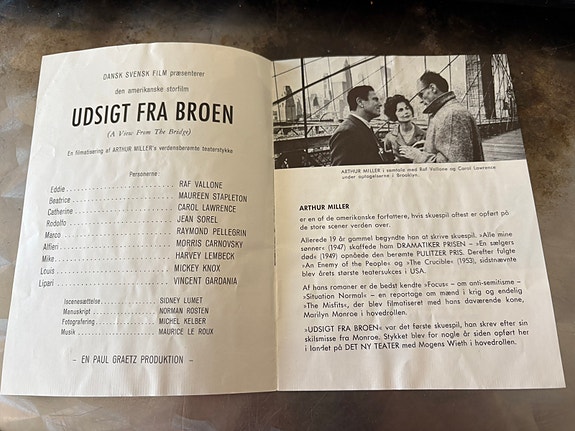 DANSK SVENSK FILM præsenterer
den amerikanske storfilm
UDSIGT FRA BROEN
(A View From The Bridge)
En filmatisering af ARTHUR MILLER's verdensberømte teaterstykke
Personerne:
Eddie . . . . . . . . . . . . . . . . . . RAF VALLONE
Beatrice . . . . . . . . . . . . . . . . MAUREEN STAPLETON
Catherine . . . . . . . . . . . . . . . CAROL LAWRENCE
Rodolfo . . . . . . . . . . . . . . . . JEAN SOREL
Marco . . . . . . . . . . . . . . . . . RAYMOND PELLEGRIN
Alfieri . . . . . . . . . . . . . . . . . MORRIS CARNOVSKY
Mike . . . . . . . . . . . . . . . . . . HARVEY LEMBECK
Louis . . . . . . . . . . . . . . . . . . MICKEY KNOX
Lipari . . . . . . . . . . . . . . . . . . VINCENT GARDANIA
Iscenesættelse . . . . . . . . . . SIDNEY LUMET
Manuskript . . . . . . . . . . . . . NORMAN ROSTEN
Fotografering . . . . . . . . . . . MICHEL KELBER
Musik . . . . . . . . . . . . . . . . . MAURICE LE ROUX
– EN PAUL GRAETZ PRODUKTION –
ARTHUR MILLER i samtale med Raf Vallone og Carol Lawrence
under optagelserne i Brooklyn.
ARTHUR MILLER
er en af de amerikanske forfattere, hvis skuespil oftest er opført på
de store scener verden over.
Allerede 19 år gammel begyndte han at skrive skuespil. »Alle mine
sønner« (1947) skaffede ham DRAMATIKER PRISEN – »En sælgers
død« (1949) opnåede den berømte PULITZER PRIS. Derefter fulgte
»An Enemy of the People« og »The Crucible« (1953), sidstnævnte
blev årets største teatersukces i USA.
Af hans romaner er de bedst kendte »Focus« – om anti-semitisme –
»Situation Normal« – en reportage om mænd i krig og endelig
»The Misfits«, der blev filmatiseret med hans daværende kone,
Marilyn Monroe i hovedrollen.
»UDSIGT FRA BROEN« var det første skuespil, han skrev efter sin
skilsmisse fra Monroe. Stykket blev for nogle år siden opført her
i landet på DET NY TEATER med Mogens Wieth i hovedrollen.